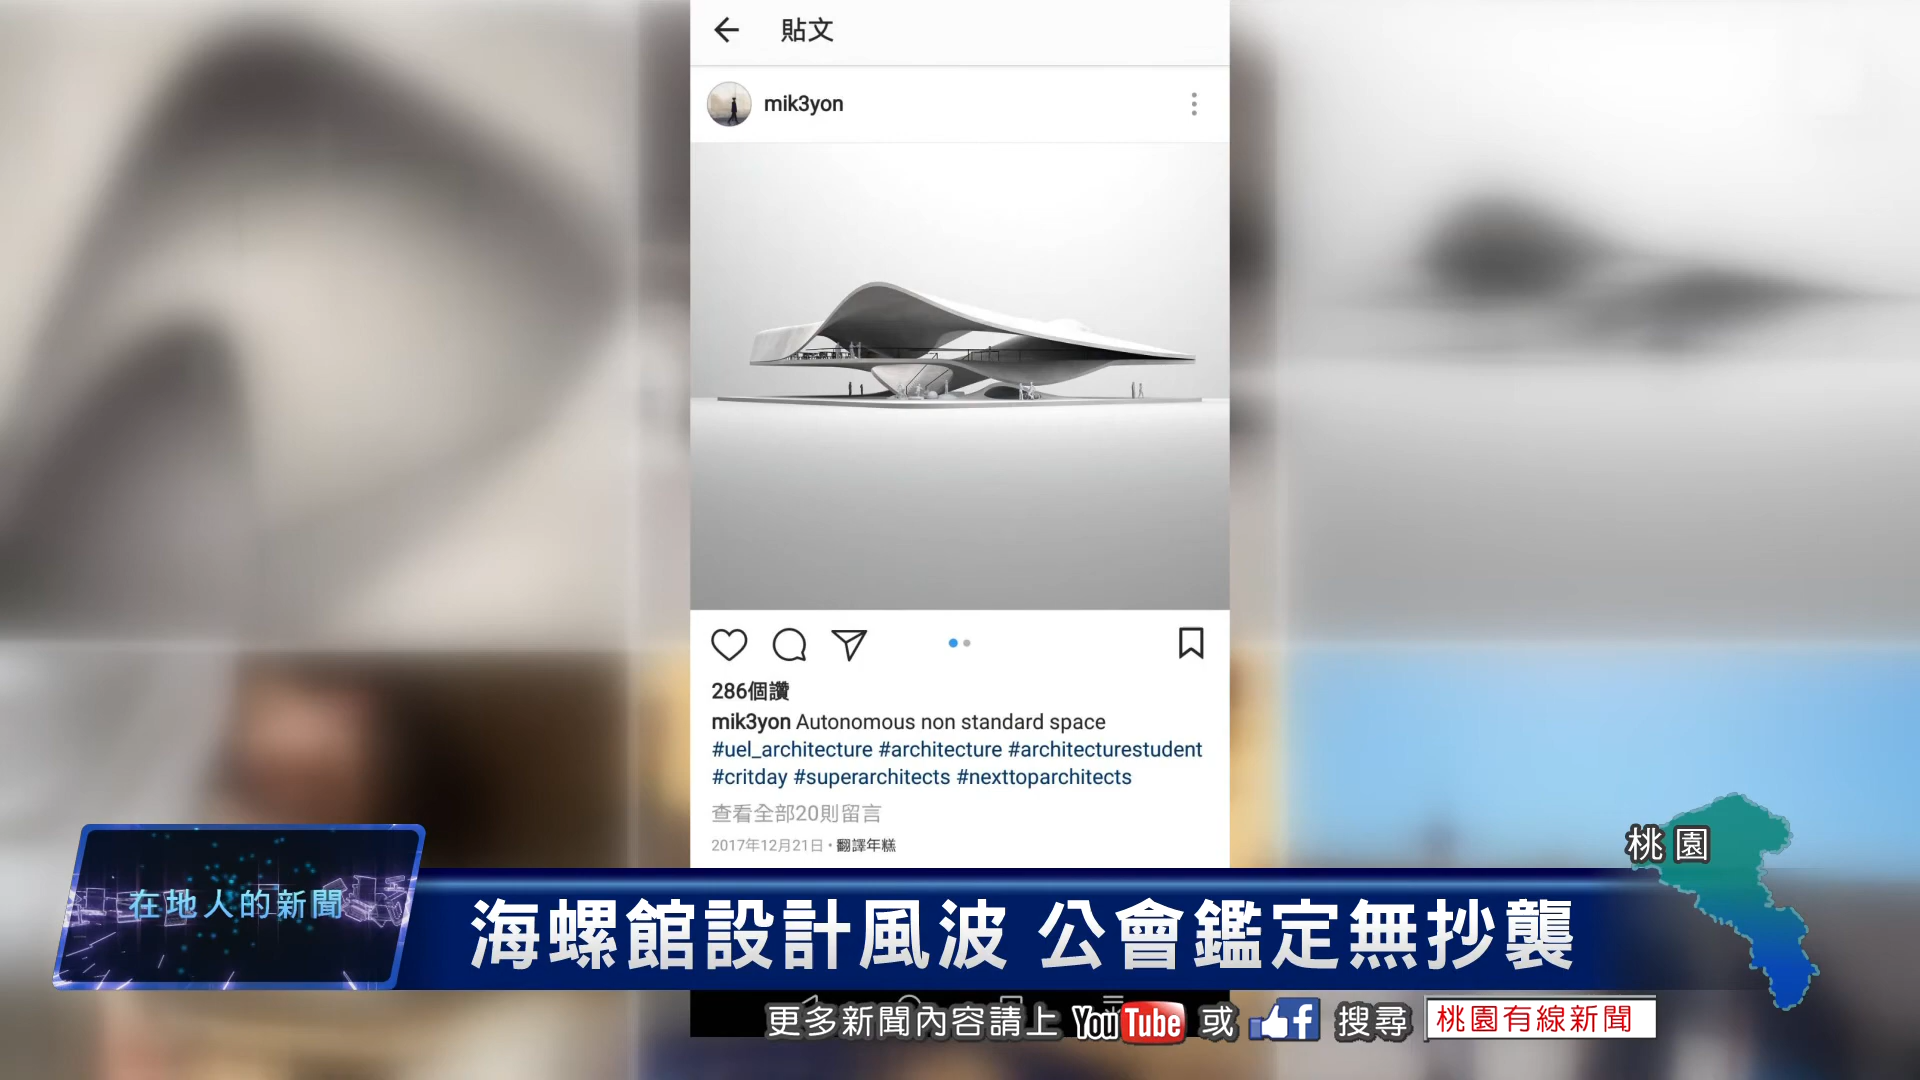 貼文
mik3yon
286個讚
mik3yon Autonomous non standard space
#uel_architecture #architecture #architecturestudent
#critday #superarchitects #nexttoparchitects
查看全部20則留言
2017年12月21日 • 翻譯年糕
桃園
在地人的新聞
海螺館設計風波 公會鑑定無抄襲
更多新聞內容請上 YouTube 或 f 搜尋 桃園有線新聞